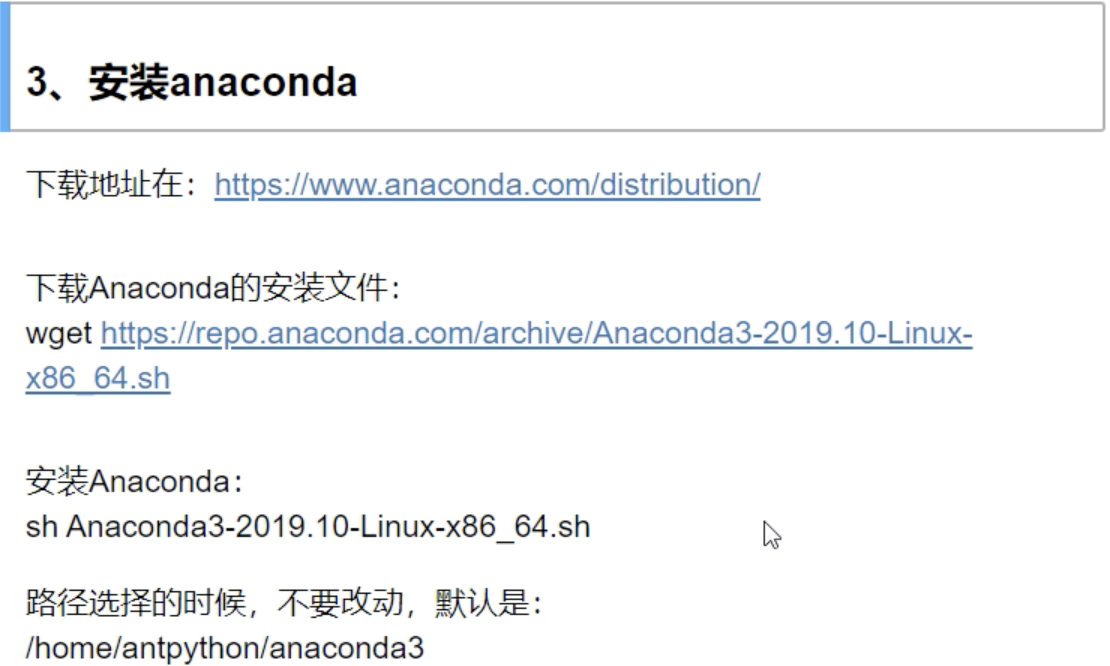 3、安装anaconda
下载地址在：https://www.anaconda.com/distribution/
下载Anaconda的安装文件：
wget https://repo.anaconda.com/archive/Anaconda3-2019.10-Linux-
x86_64.sh
安装Anaconda：
sh Anaconda3-2019.10-Linux-x86_64.sh
路径选择的时候，不要改动，默认是：
/home/antpython/anaconda3